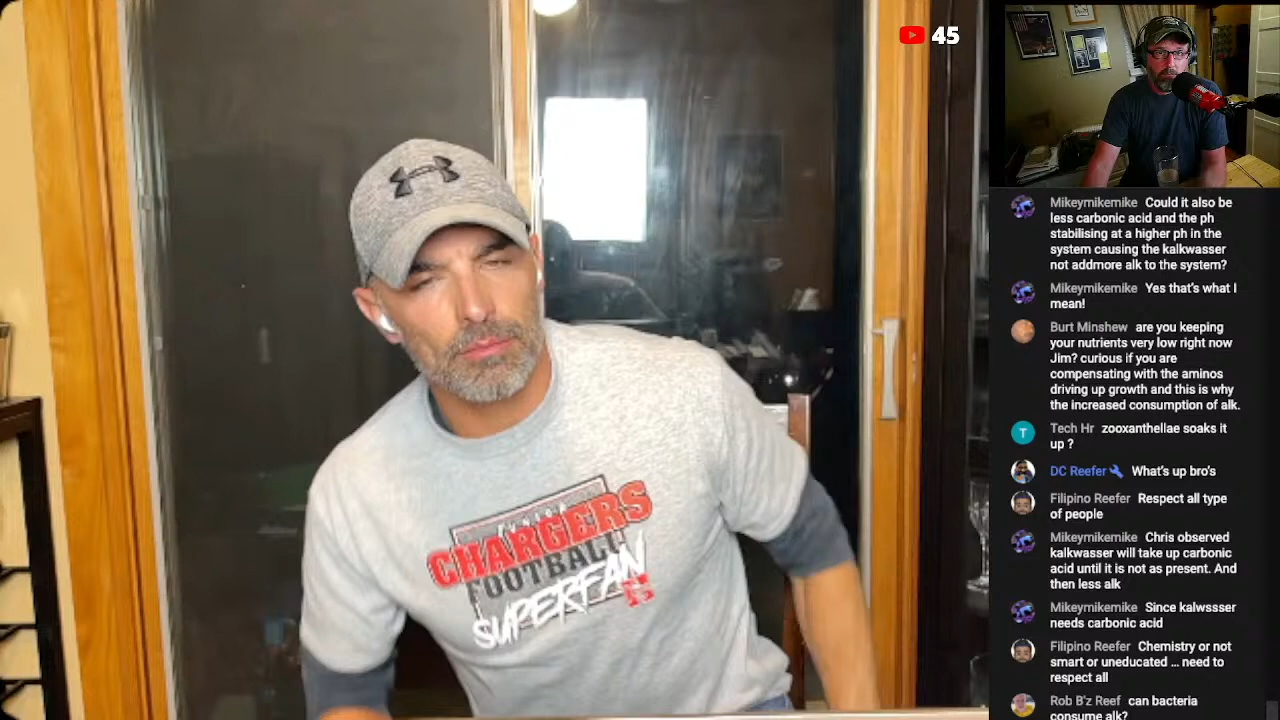 45
Mikeymikemike Could it also be
less carbonic acid and the ph
stabilising at a higher ph in the
system causing the kalkwasser
not addmore alk to the system?
Mikeymikemike Yes that's what I
mean!
Burt Minshew are you keeping
your nutrients very low right now
Jim? curious if you are
compensating with the aminos
driving up growth and this is why
the increased consumption of alk.
T Tech Hr zooxanthellae soaks it
up ?
DC Reefer What's up bro's
Filipino Reefer Respect all type
of people
Mikeymikemike Chris observed
kalkwasser will take up carbonic
acid until it is not as present. And
then less alk
Mikeymikemike Since kalwssser
needs carbonic acid
Filipino Reefer Chemistry or not
smart or uneducated ... need to
respect all
Rob B'z Reef can bacteria
consume alk?
CHARGERS
FOOTBALL
SUPERFAN